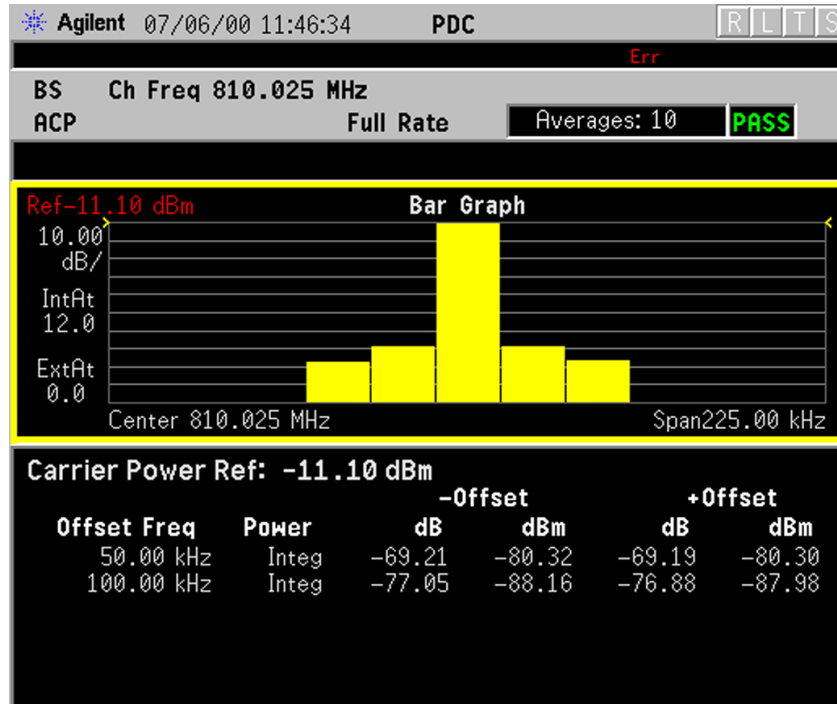 Agilent 07/06/00 11:46:34 PDC R L T S
Err
BS Ch Freq 810.025 MHz
ACP Full Rate Averages: 10 PASS
Ref-11.10 dBm Bar Graph
10.00
dB/
IntAt
12.0
ExtAt
0.0
Center 810.025 MHz Span225.00 kHz
Carrier Power Ref: -11.10 dBm
-Offset +Offset
Offset Freq Power dB dBm dB dBm
50.00 kHz Integ -69.21 -80.32 -69.19 -80.30
100.00 kHz Integ -77.05 -88.16 -76.88 -87.98